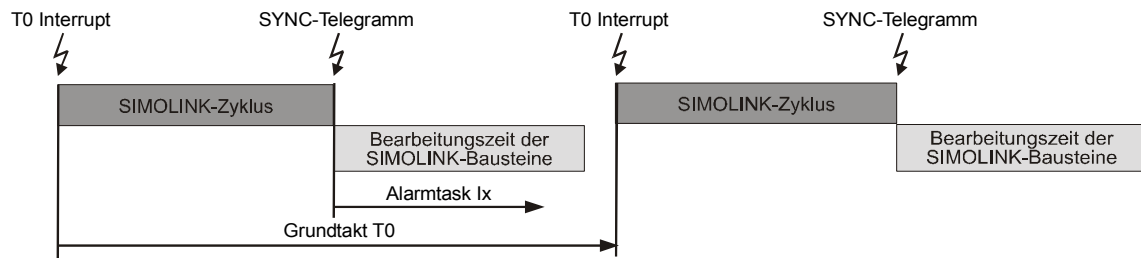 T0 Interrupt
SYNC-Telegramm
T0 Interrupt
SYNC-Telegramm
SIMOLINK-Zyklus
SIMOLINK-Zyklus
Bearbeitungszeit der
SIMOLINK-Bausteine
Bearbeitungszeit der
SIMOLINK-Bausteine
Alarmtask Ix
Grundtakt T0